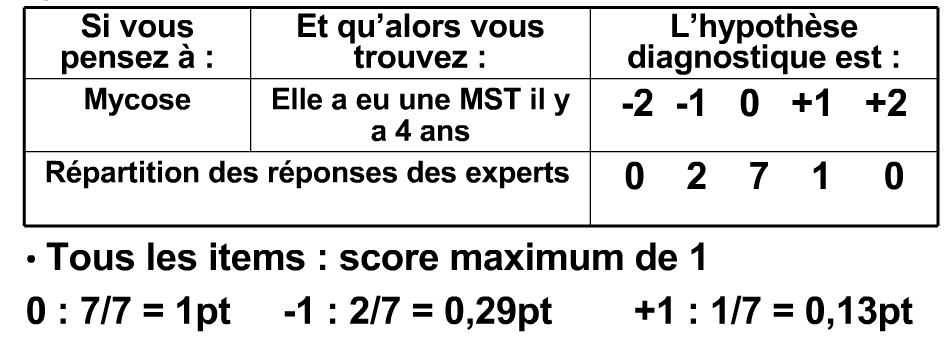 Si vous
pensez à :
Et qu’alors vous
trouvez :
L’hypothèse
diagnostique est :
Mycose
Elle a eu une MST il y
a 4 ans
-2 -1 0 +1 +2
Répartition des réponses des experts
0 2 7 1 0
• Tous les items : score maximum de 1
0 : 7/7 = 1pt -1 : 2/7 = 0,29pt +1 : 1/7 = 0,13pt